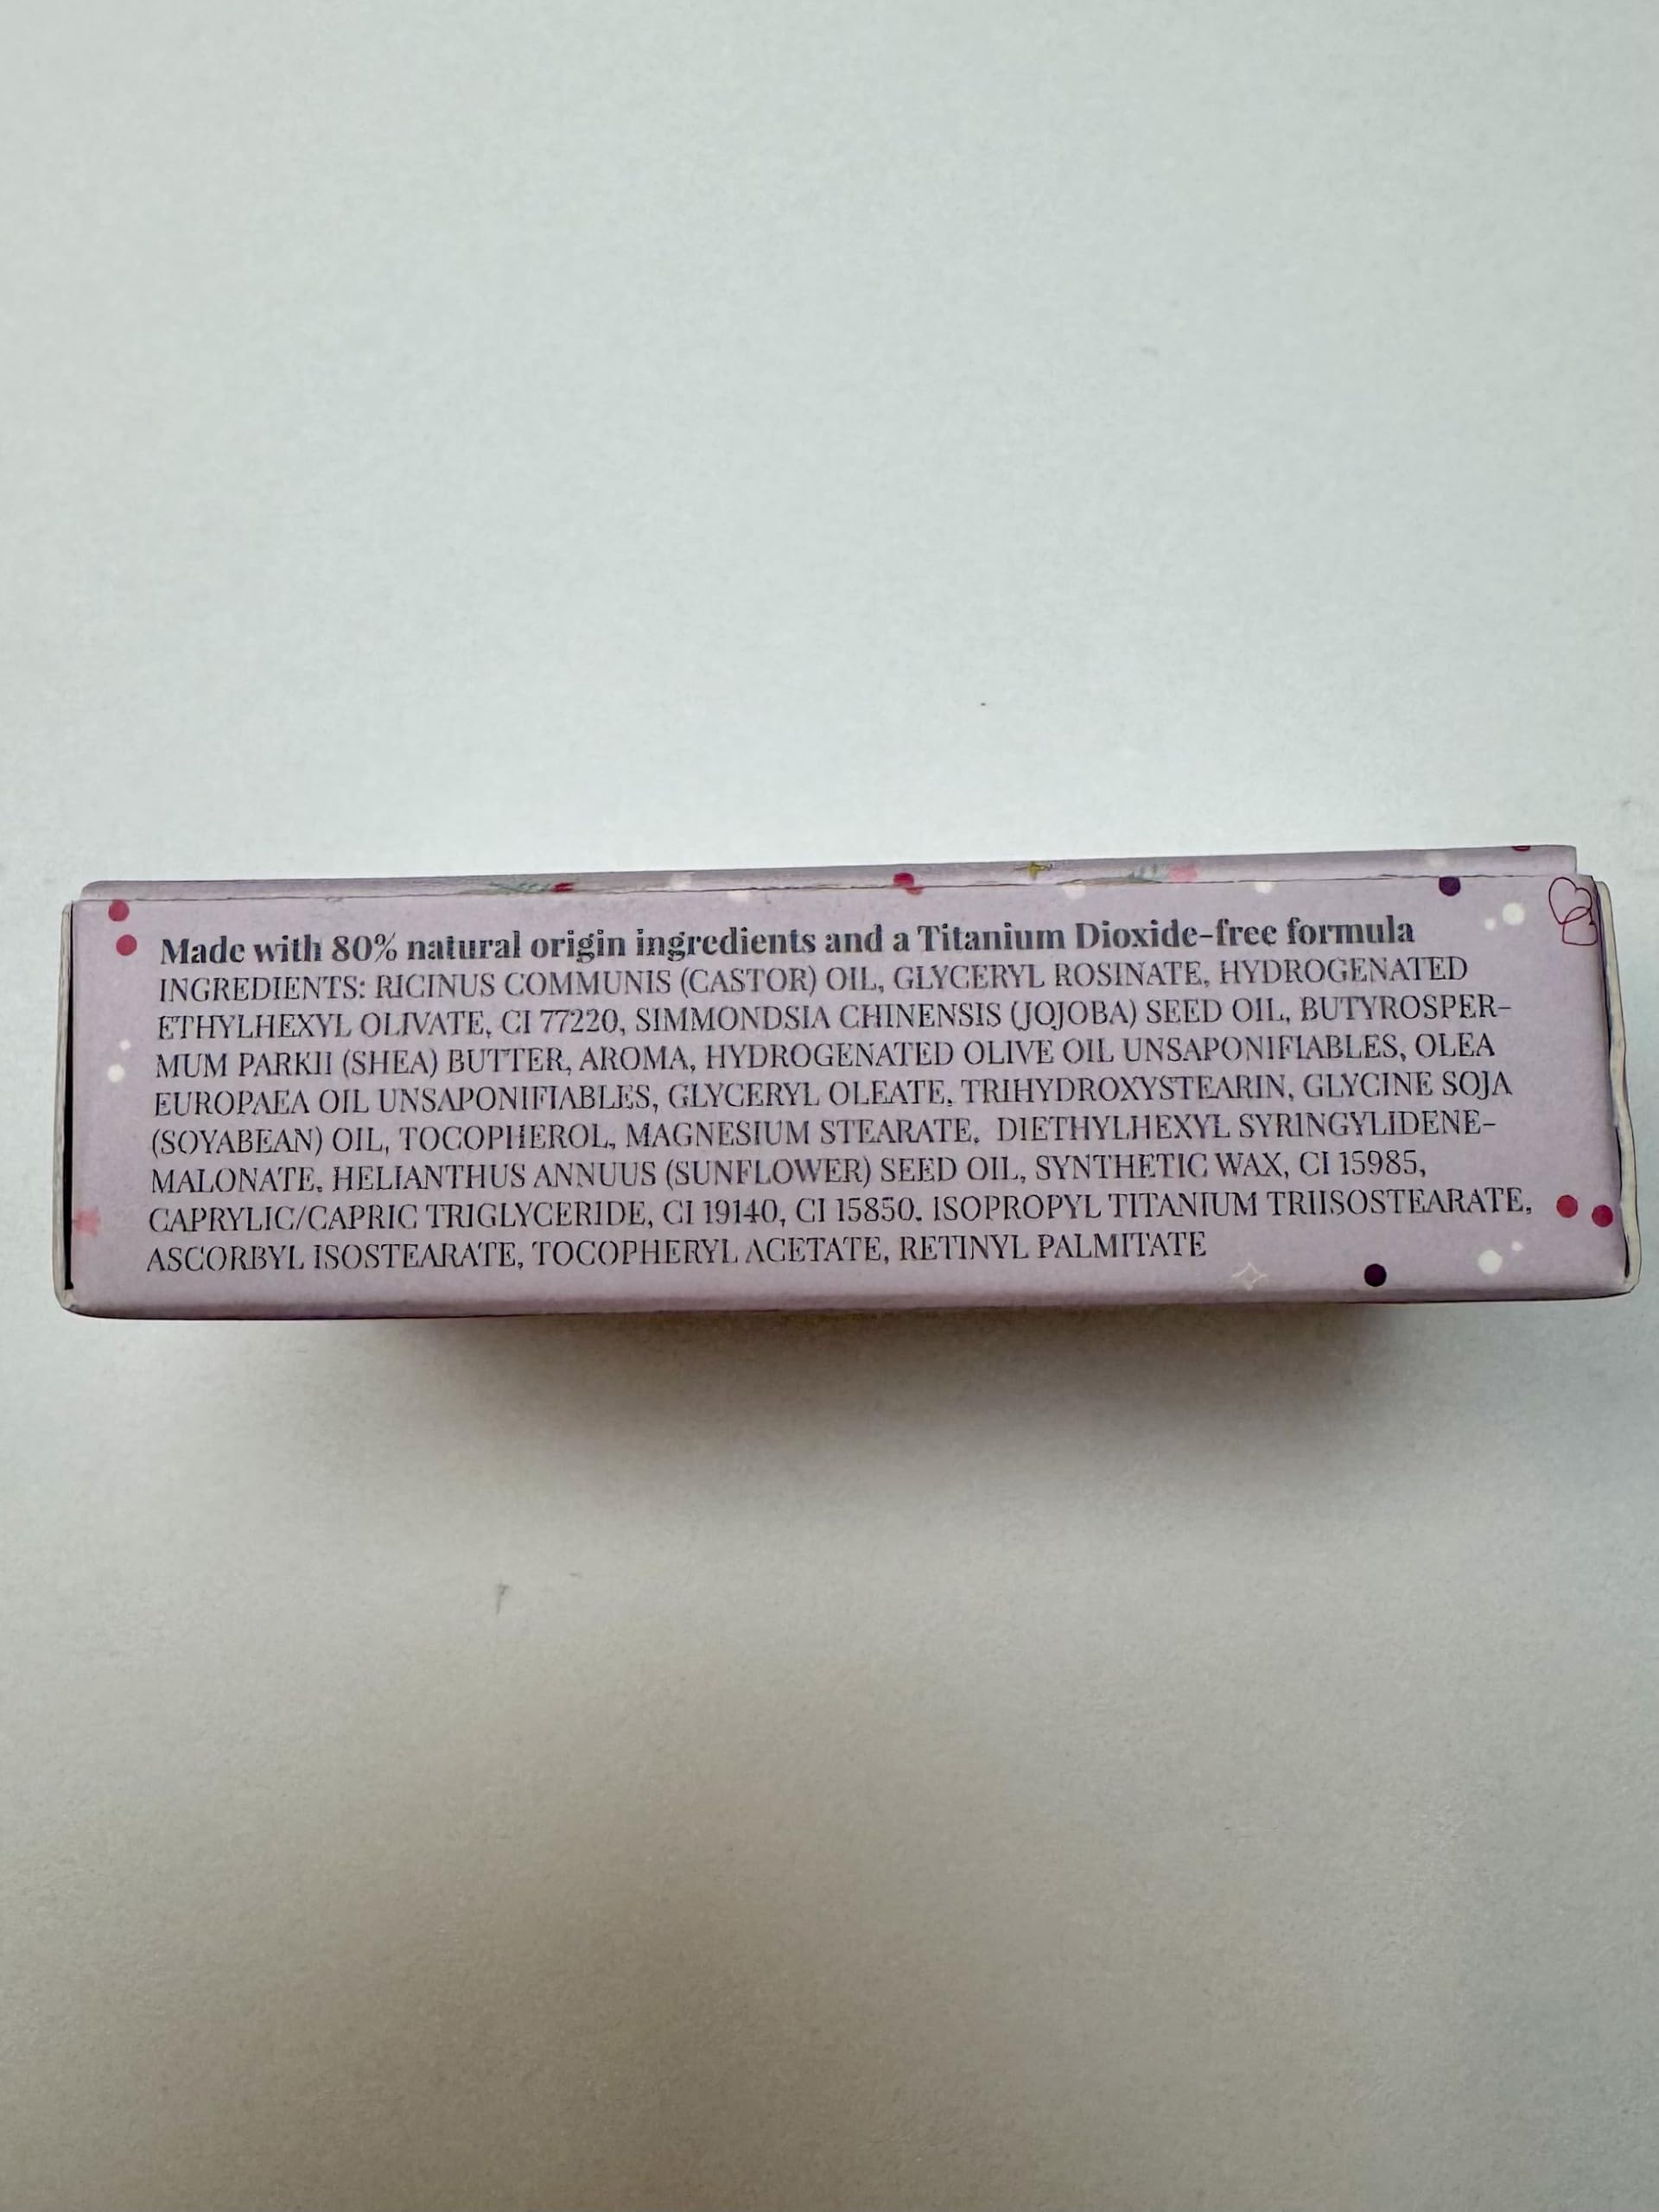 Made with 80% natural origin ingredients and a Titanium Dioxide-free formula
INGREDIENTS: RICINUS COMMUNIS (CASTOR) OIL, GLYCERYL ROSINATE, HYDROGENATED
ETHYLHEXYL OLIVATE, CI 77220, SIMMONDSIA CHINENSIS (JOJOBA) SEED OIL, BUTYROSPER-
MUM PARKII (SHEA) BUTTER, AROMA, HYDROGENATED OLIVE OIL UNSAPONIFIABLES, OLEA
EUROPAEA OIL UNSAPONIFIABLES, GLYCERYL OLEATE, TRIHYDROXYSTEARIN, GLYCINE SOJA
(SOYABEAN) OIL, TOCOPHEROL, MAGNESIUM STEARATE, DIETHYLHEXYL SYRINGYLIDENE-
MALONATE, HELIANTHUS ANNUUS (SUNFLOWER) SEED OIL, SYNTHETIC WAX, CI 15985,
CAPRYLIC/CAPRIC TRIGLYCERIDE, CI 19140, CI 15850, ISOPROPYL TITANIUM TRIISOSTEARATE,
ASCORBYL ISOSTEARATE, TOCOPHERYL ACETATE, RETINYL PALMITATE